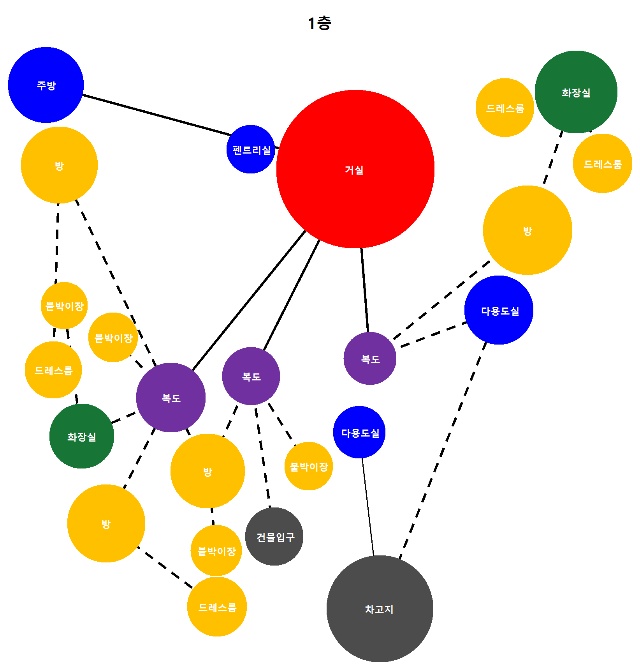 1층
주방
펜트리실
거실
드레스룸
화장실
드레스룸
방
방
다용도실
붙박이장
붙박이장
드레스룸
복도
복도
복도
화장실
다용도실
방
붙박이장
방
건물입구
붙박이장
드레스룸
차고지